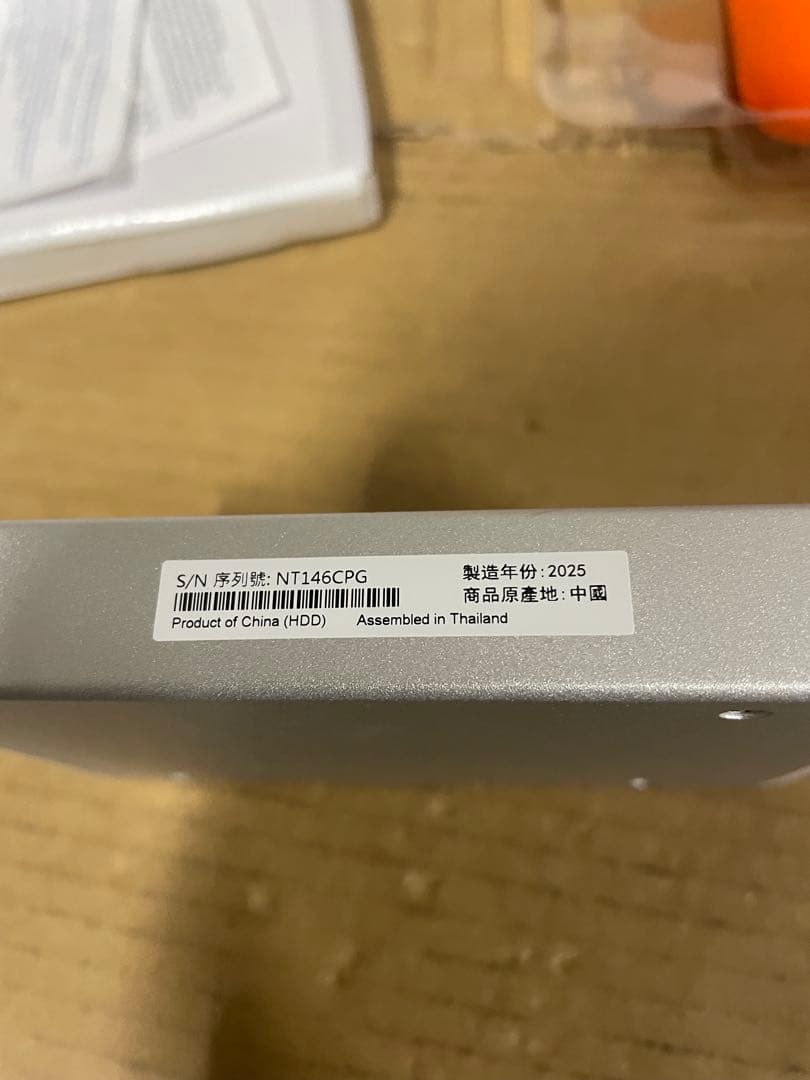 S/N 序列號: NT146CPG
製造年份: 2025
商品原產地: 中國
Product of China (HDD) Assembled in Thailand